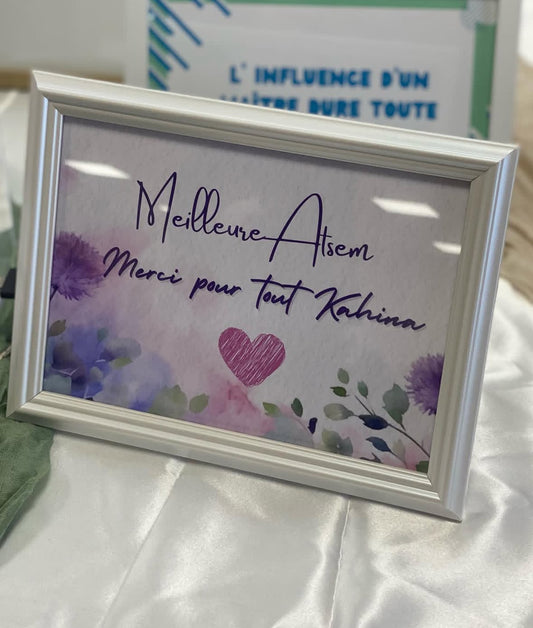 L' INFLUENCE D'UN
MAÎTRE DURE TOUTE
Meilleure Atsem
Merci pour tout Kahina